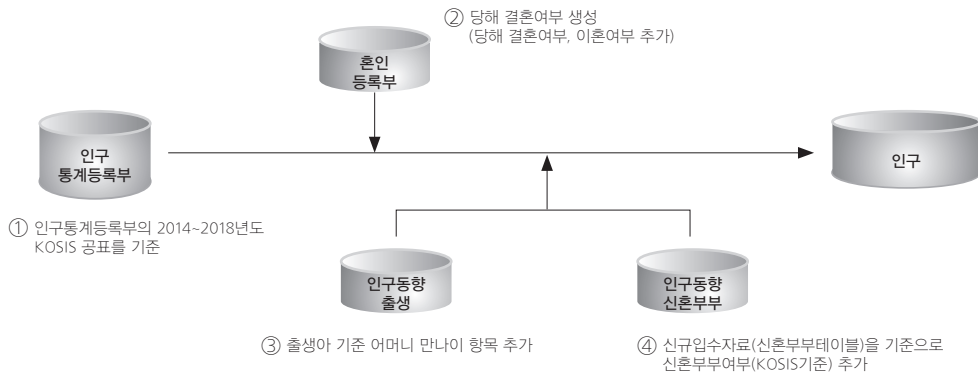 ② 당해 결혼여부 생성
(당해 결혼여부, 이혼여부 추가)
혼인
등록부
인구
통계등록부
인구
① 인구통계등록부의 2014~2018년도
KOSIS 공표를 기준
인구동향
출생
인구동향
신혼부부
③ 출생아 기준 어머니 만나이 항목 추가
④ 신규입수자료(신혼부부테이블)을 기준으로
신혼부부여부(KOSIS기준) 추가